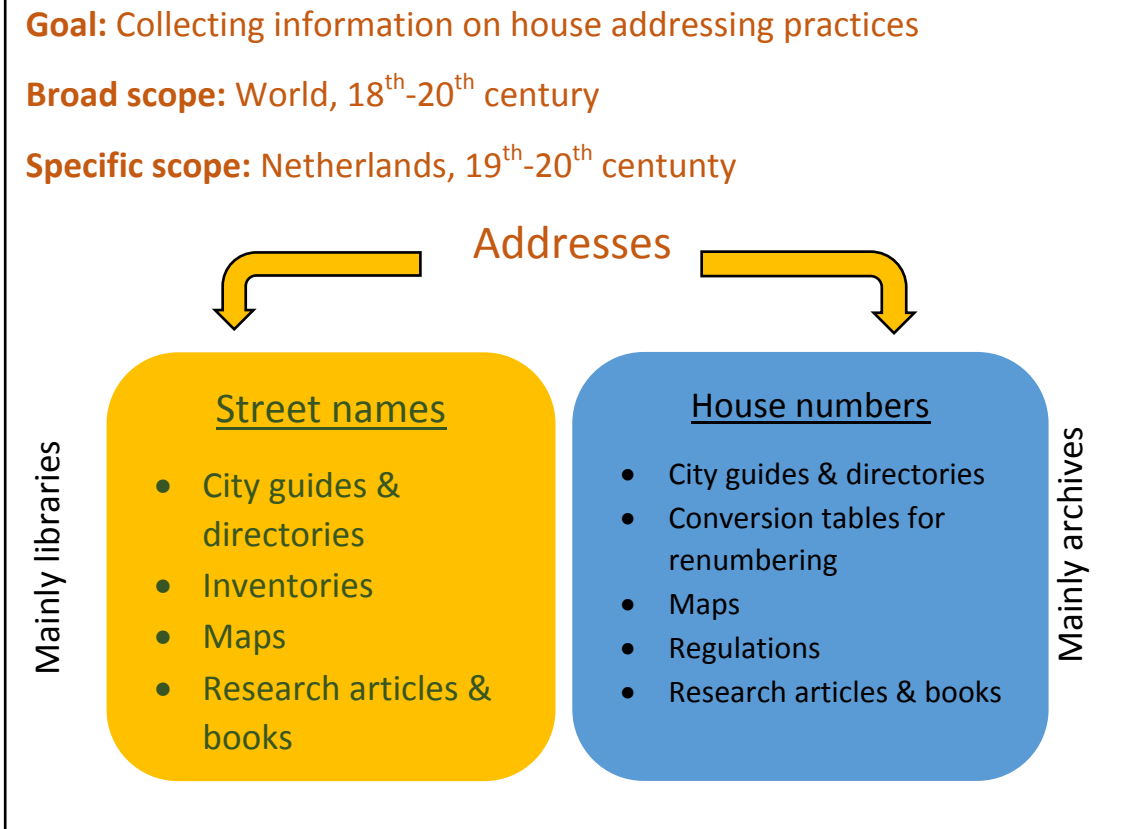 Goal: Collecting information on house addressing practices
Broad scope: World, 18th-20th century
Specific scope: Netherlands, 19th-20th centunty
Addresses
Mainly libraries
Street names
• City guides &
directories
• Inventories
• Maps
• Research articles &
books
House numbers
• City guides & directories
• Conversion tables for
renumbering
• Maps
• Regulations
• Research articles & books
Mainly archives